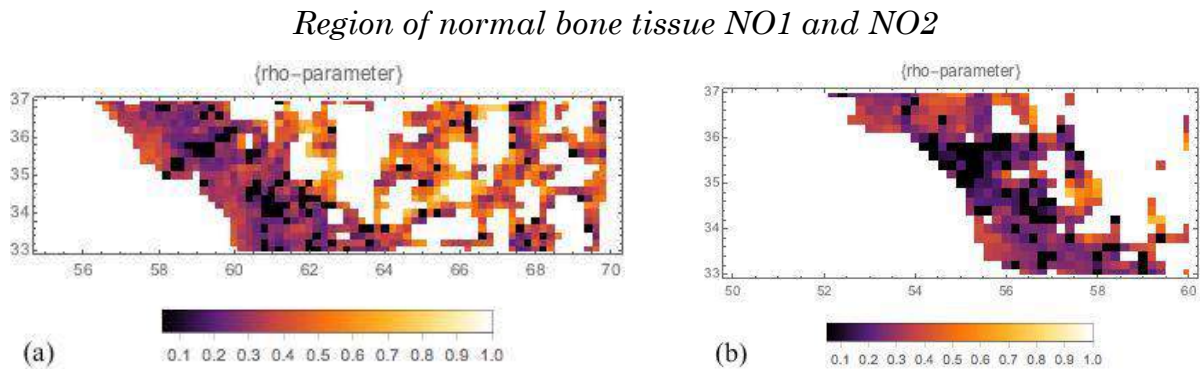 Region of normal bone tissue NO1 and NO2
{rho-parameter}
37
36
35
34
33
56 58 60 62 64 66 68 70
0.1 0.2 0.3 0.4 0.5 0.6 0.7 0.8 0.9 1.0
(a)
{rho-parameter}
37
36
35
34
33
50 52 54 56 58 60
0.1 0.2 0.3 0.4 0.5 0.6 0.7 0.8 0.9 1.0
(b)